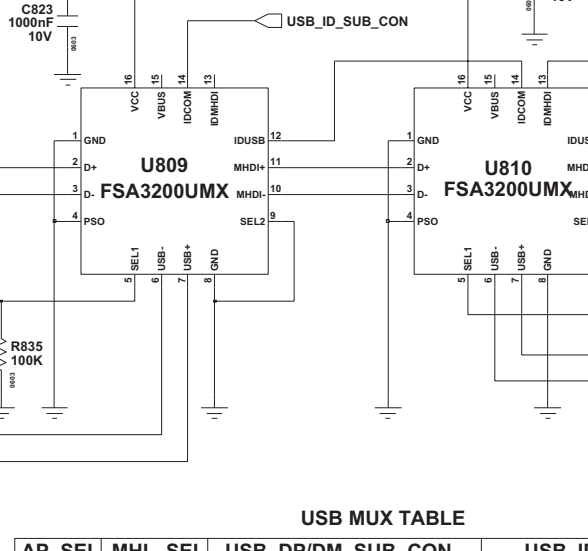 C823
1000nF
10V
0603
USB_ID_SUB_CON
16
15
14
13
VCC
VBUS
IDCOM
IDMHDI
1
GND
2
D+
3
D-
4
PSO
U809
FSA3200UMX
IDUSB
12
MHDI+
11
MHDI-
10
SEL2
9
SEL1
USB-
USB+
GND
5
6
7
8
16
15
14
13
VCC
VBUS
IDCOM
IDMHDI
1
GND
2
D+
3
D-
4
PSO
U810
FSA3200UMX
SEL1
USB-
USB+
GND
5
6
7
8
R835
100K
0603
USB MUX TABLE
AP_SEL MHL_SEL USB_DP/DM_SUB_CON